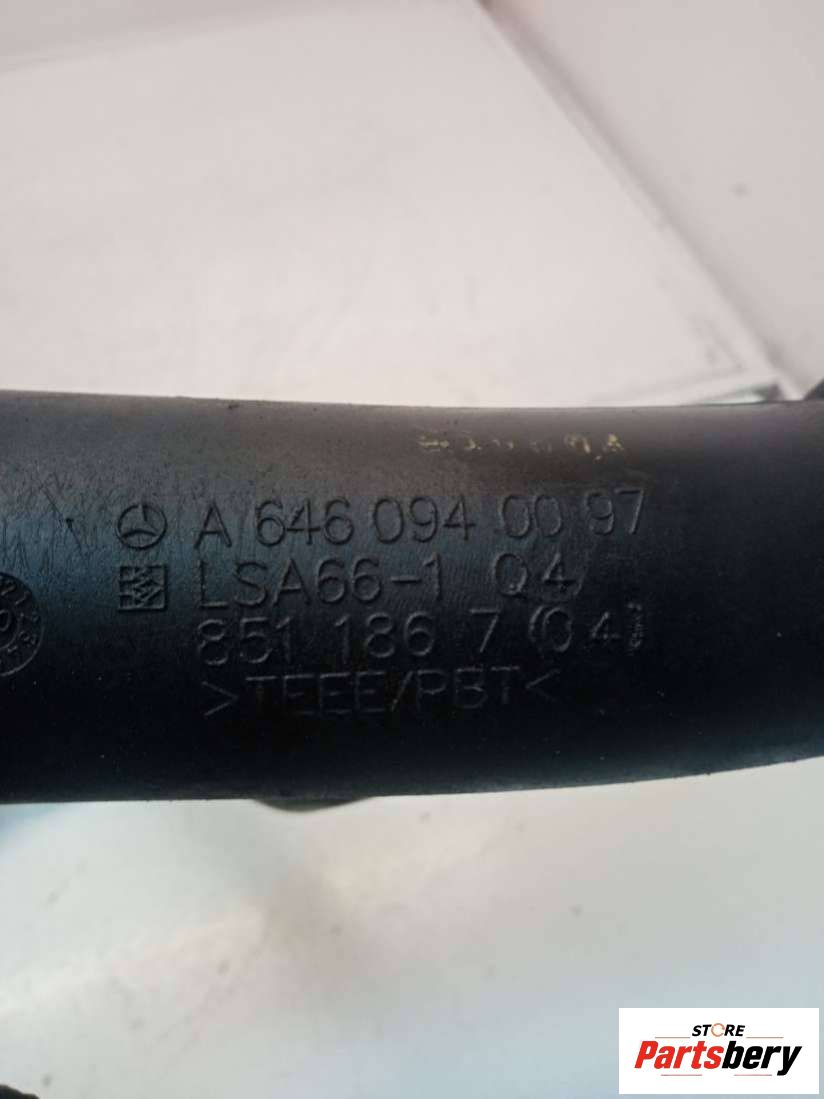 A 646 094 00 97
LSA66-1 Q4
851 186 7 (04)
>TEEE/PBT<
STORE
Partsbery